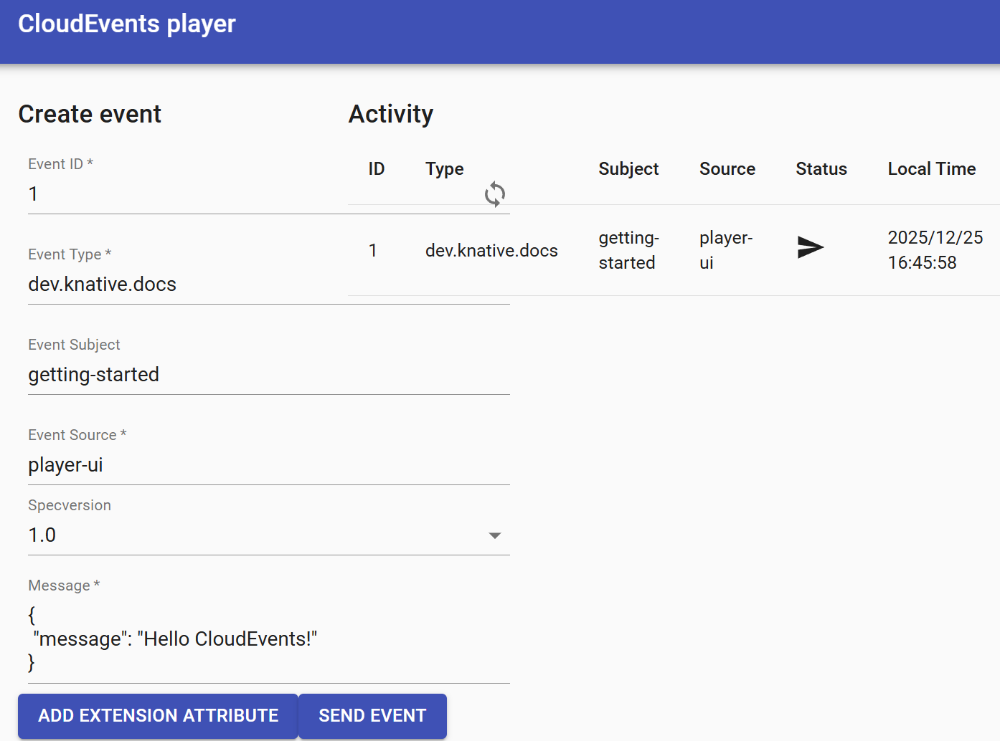 CloudEvents player
Create event
Event ID *
1
Event Type *
dev.knative.docs
Event Subject
getting-started
Event Source *
player-ui
Specversion
1.0
Message *
{
"message": "Hello CloudEvents!"
}
ADD EXTENSION ATTRIBUTE SEND EVENT
Activity
ID Type Subject Source Status Local Time
1 dev.knative.docs getting- player- 2025/12/25
started ui 16:45:58